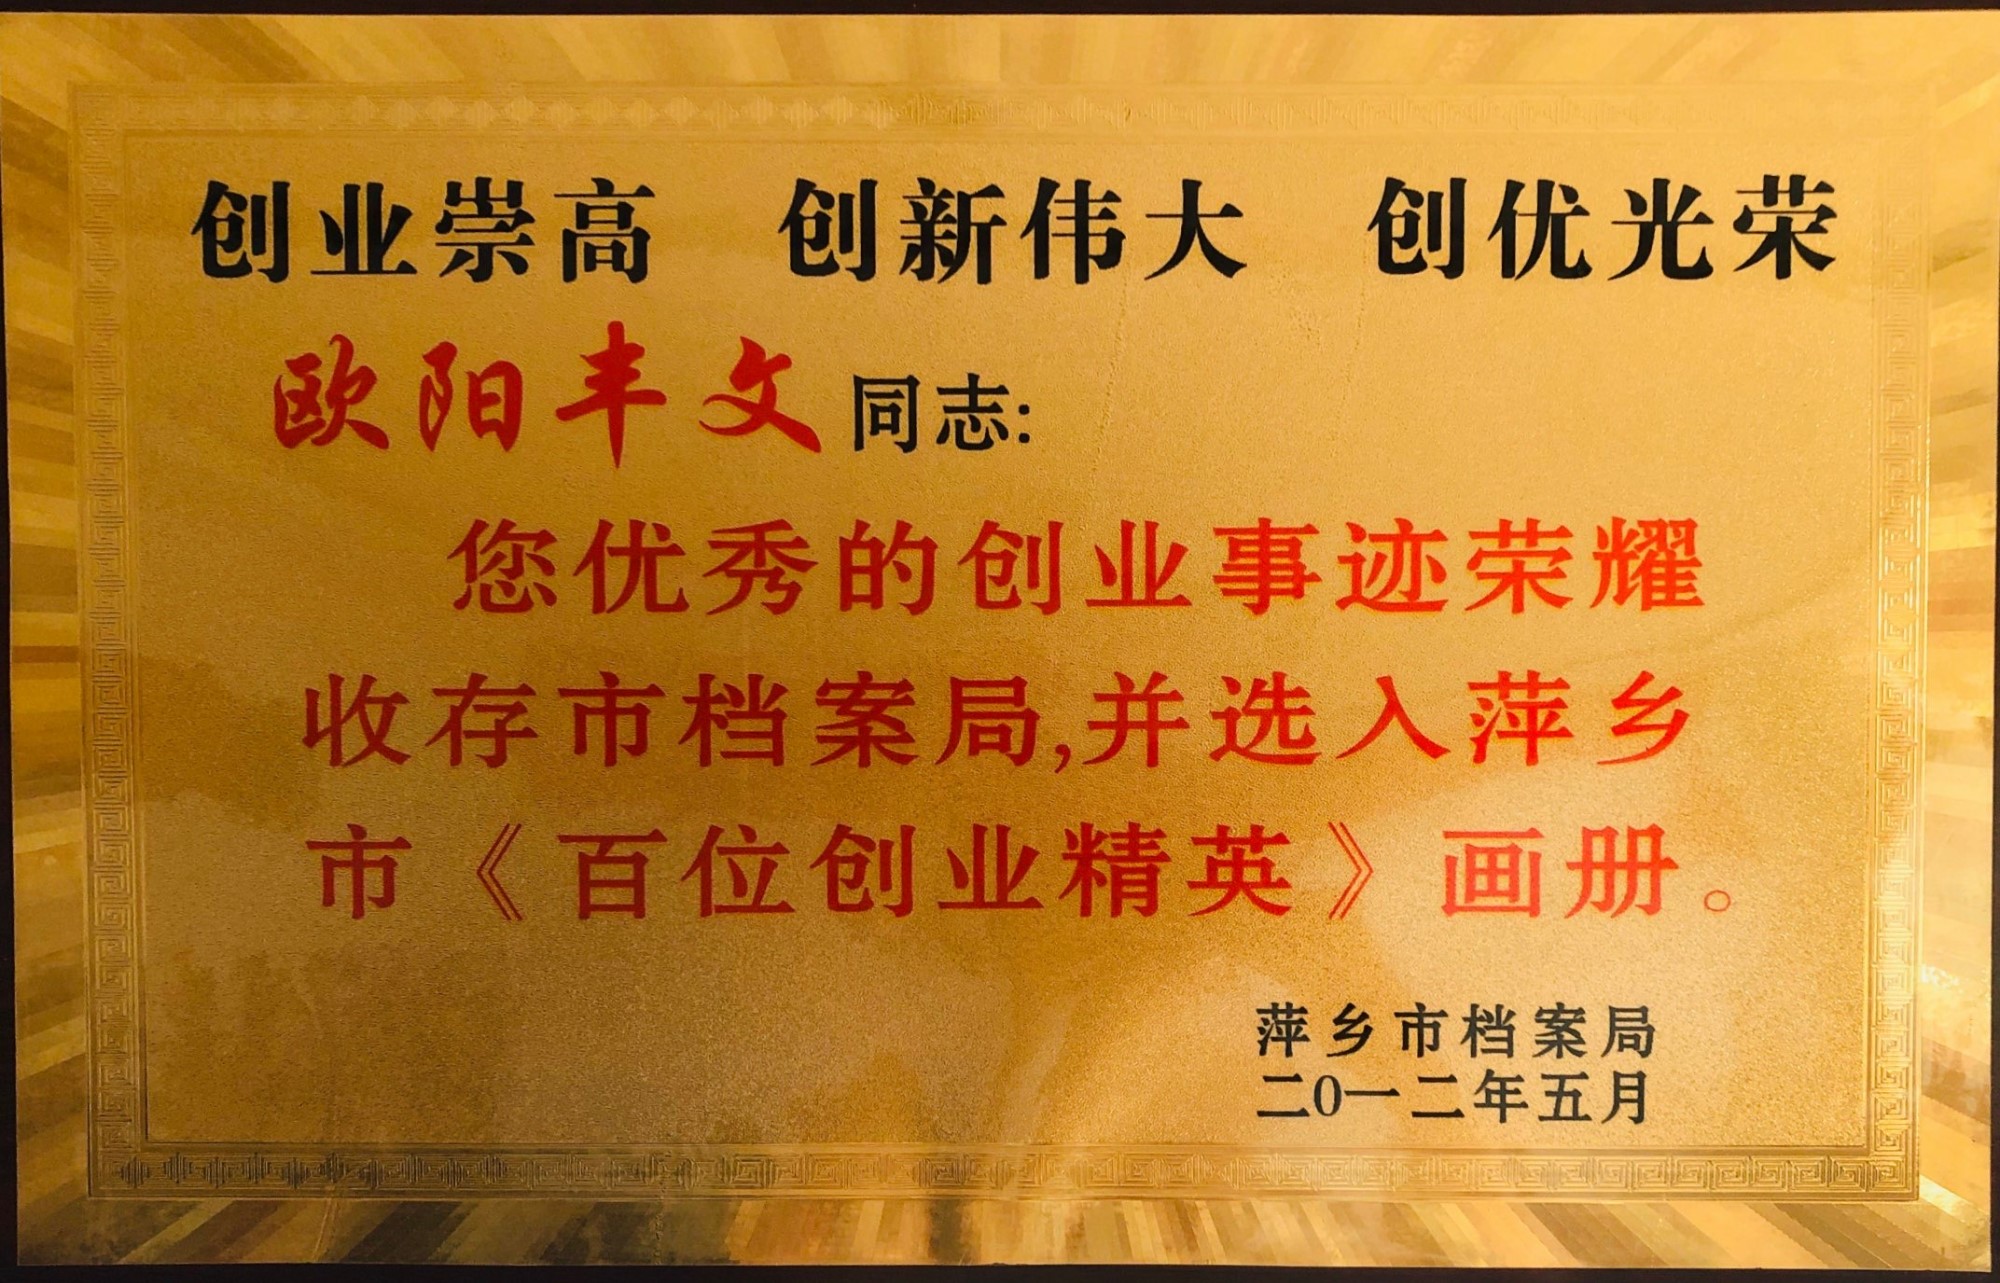 创业崇高 创新伟大 创优光荣
欧阳丰文同志:
您优秀的创业事迹荣耀
收存市档案局,并选入萍乡
市《百位创业精英》画册。
萍乡市档案局
二0一二年五月